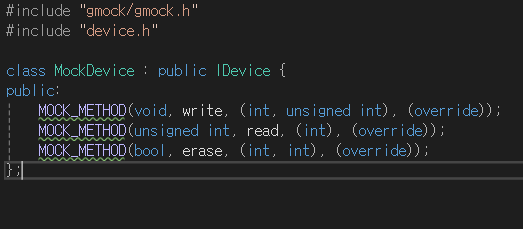 #include "gmock/gmock.h"
#include "device.h"
class MockDevice : public IDevice {
public:
MOCK_METHOD(void, write, (int, unsigned int), (override));
MOCK_METHOD(unsigned int, read, (int), (override));
MOCK_METHOD(bool, erase, (int, int), (override));
};